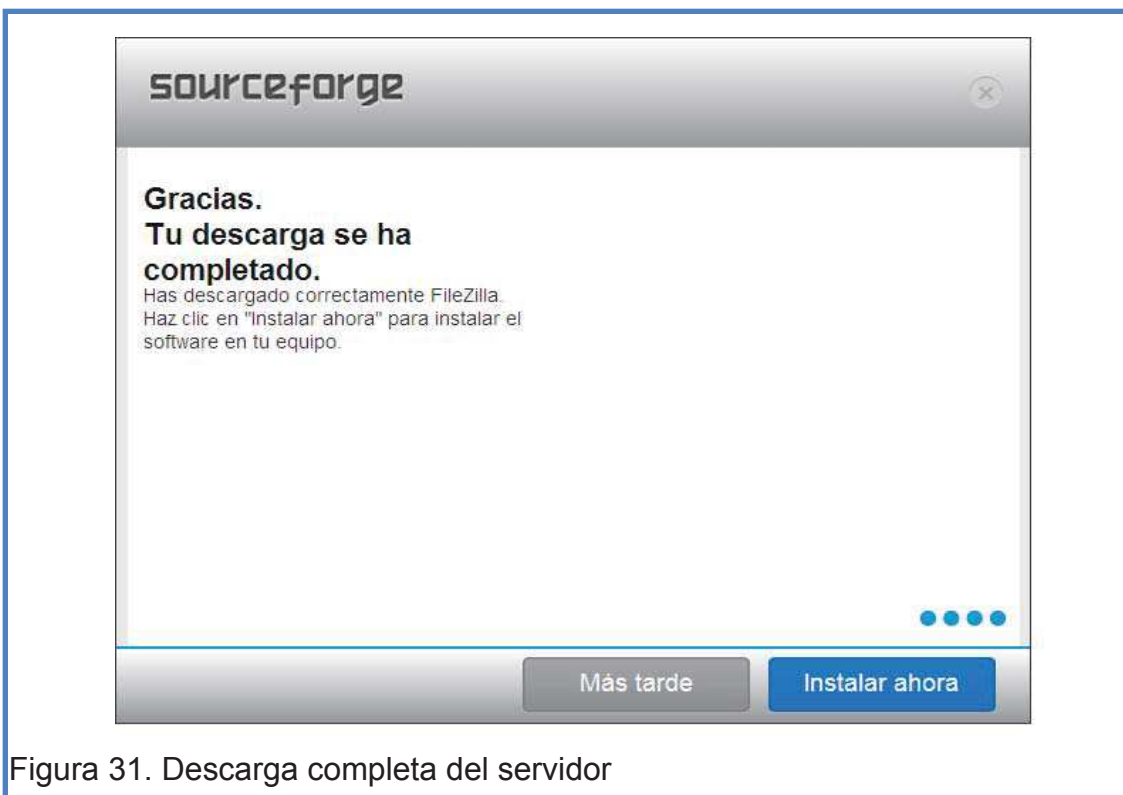 sourceforge
Gracias.
Tu descarga se ha
completado.
Has descargado correctamente FileZilla.
Haz clic en "Instalar ahora" para instalar el
software en tu equipo.
Más tarde
Instalar ahora
Figura 31. Descarga completa del servidor